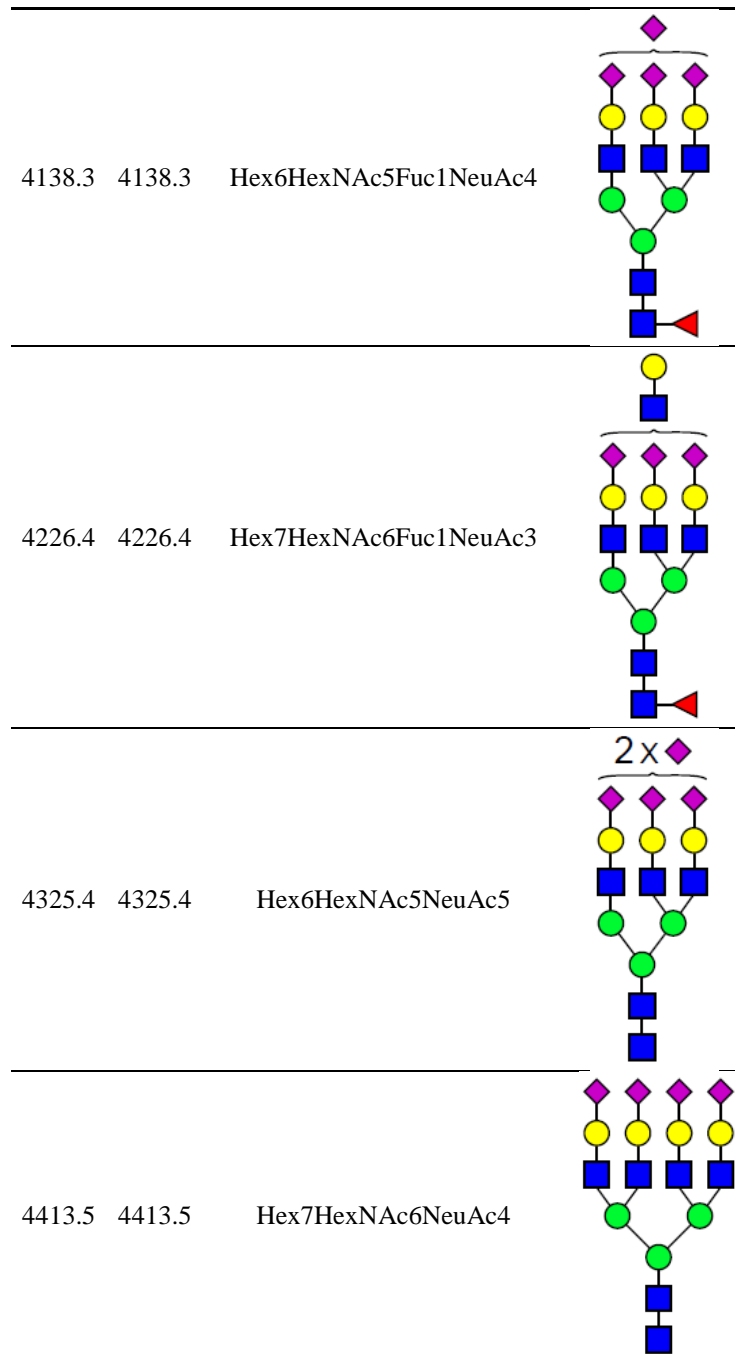 4138.3 4138.3 Hex6HexNAc5Fuc1NeuAc4
4226.4 4226.4 Hex7HexNAc6Fuc1NeuAc3
2 x
4325.4 4325.4 Hex6HexNAc5NeuAc5
4413.5 4413.5 Hex7HexNAc6NeuAc4